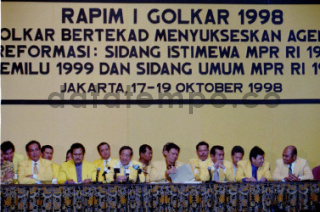 RAPIM I GOLKAR 1998
OLKAR BERTEKAD MENYUKSESKAN AGE
REFORMASI: SIDANG ISTIMEWA MPR RI 19
EMILU 1999 DAN SIDANG UMUM MPR RI 19
JAKARTA, 17-19 OKTOBER 1998
datatempo.co